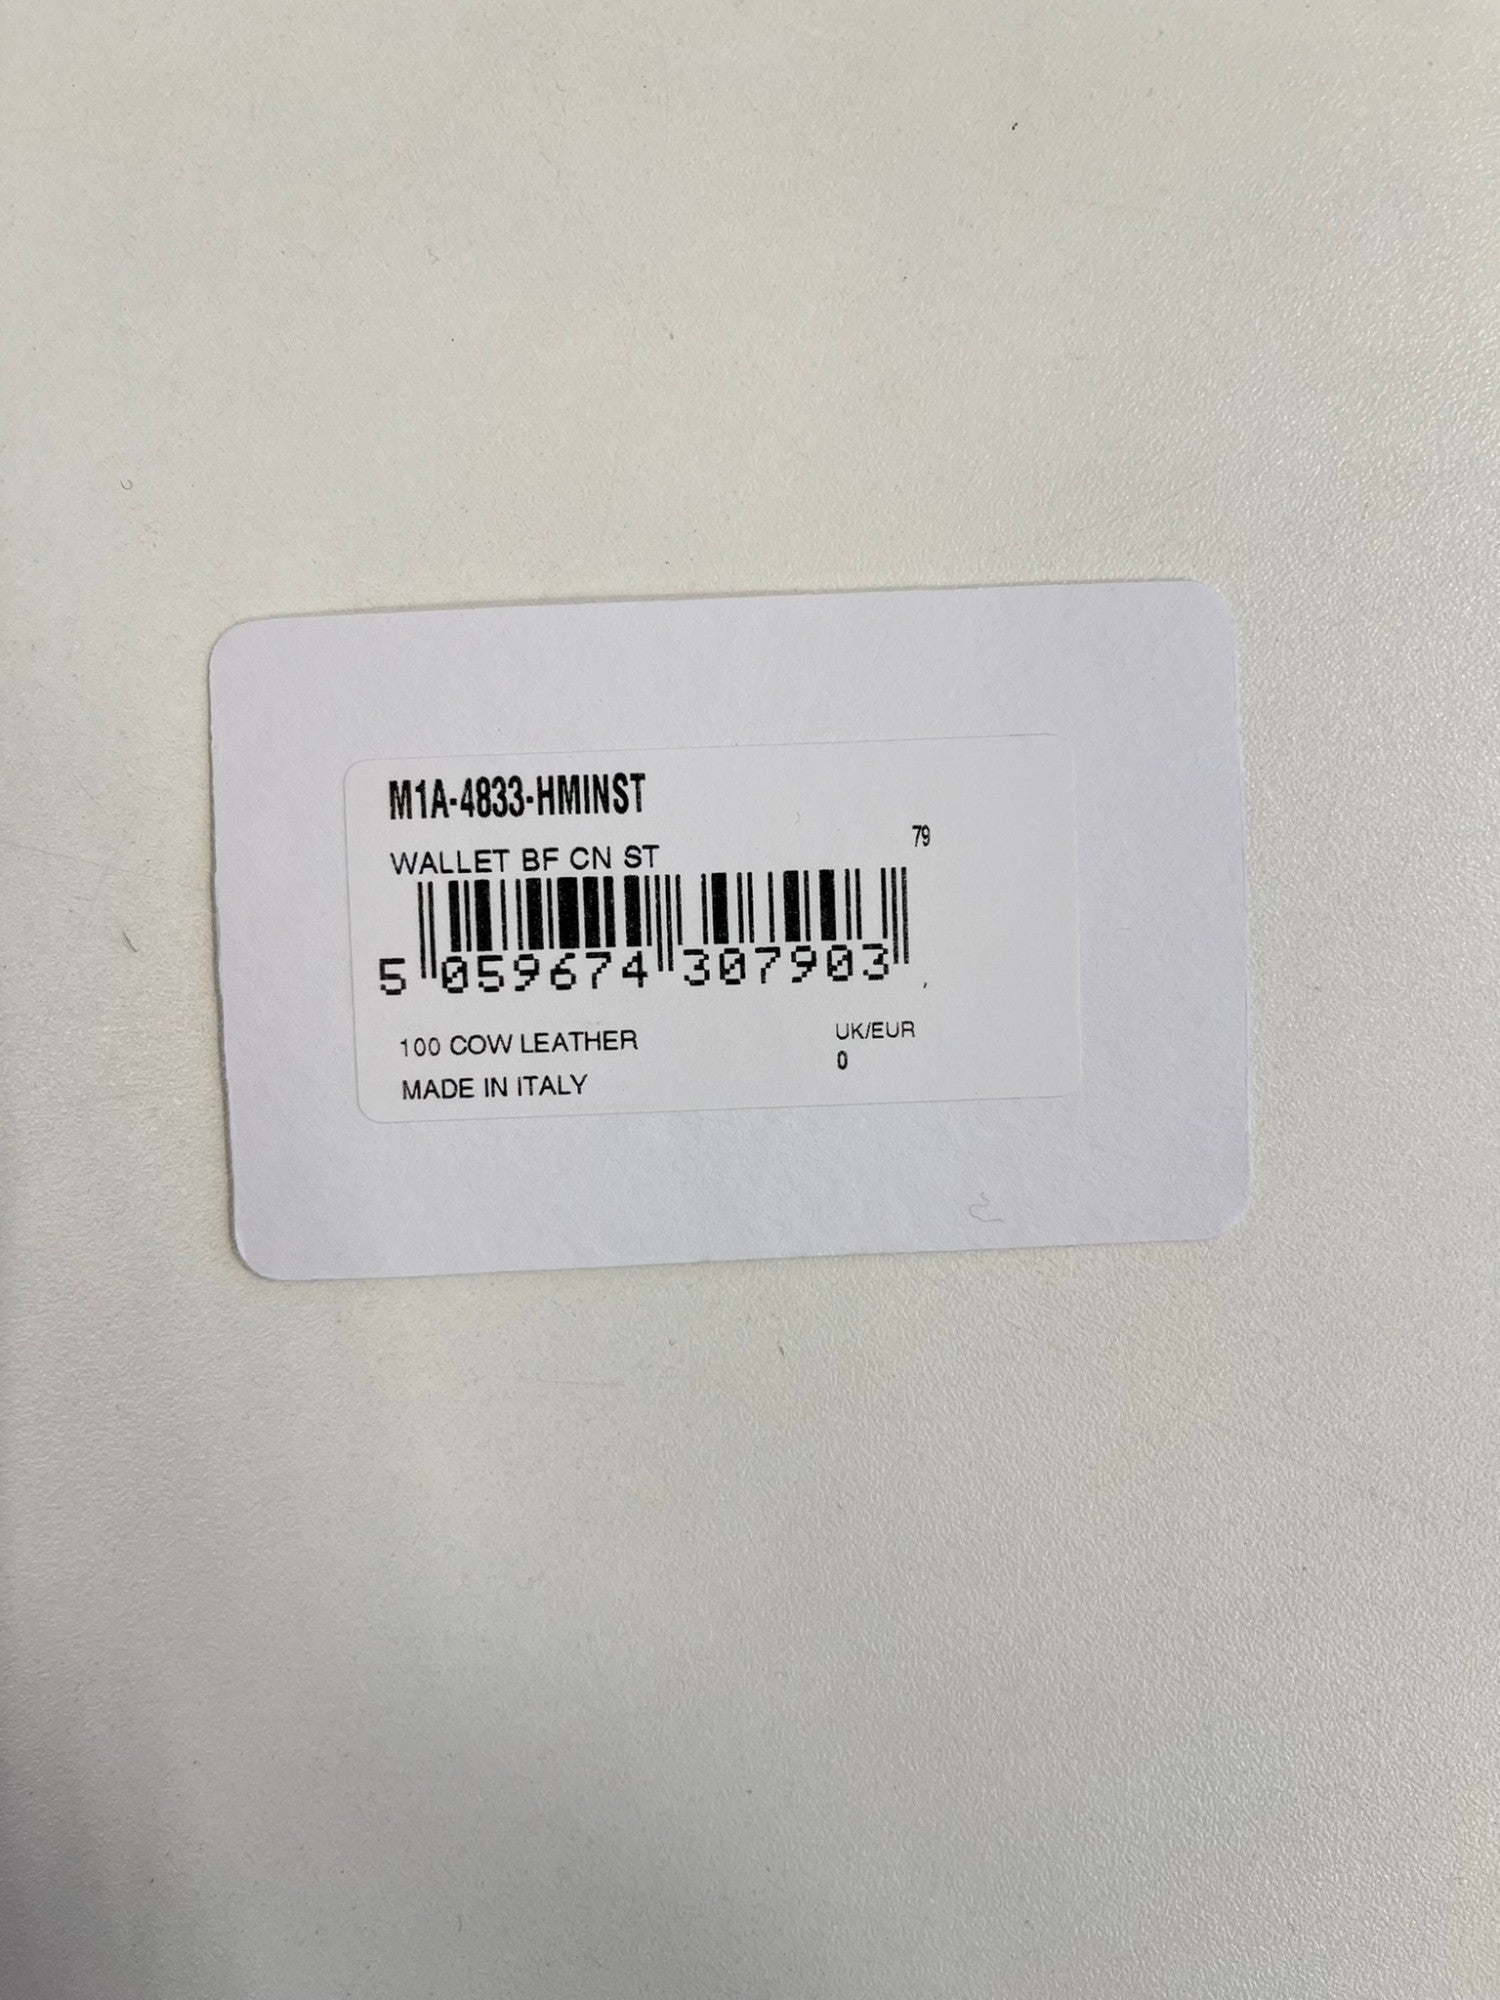 M1A-4833-HMINST
79
WALLET BF CN ST
5 059674 307903
100 COW LEATHER
UK/EUR
0
MADE IN ITALY